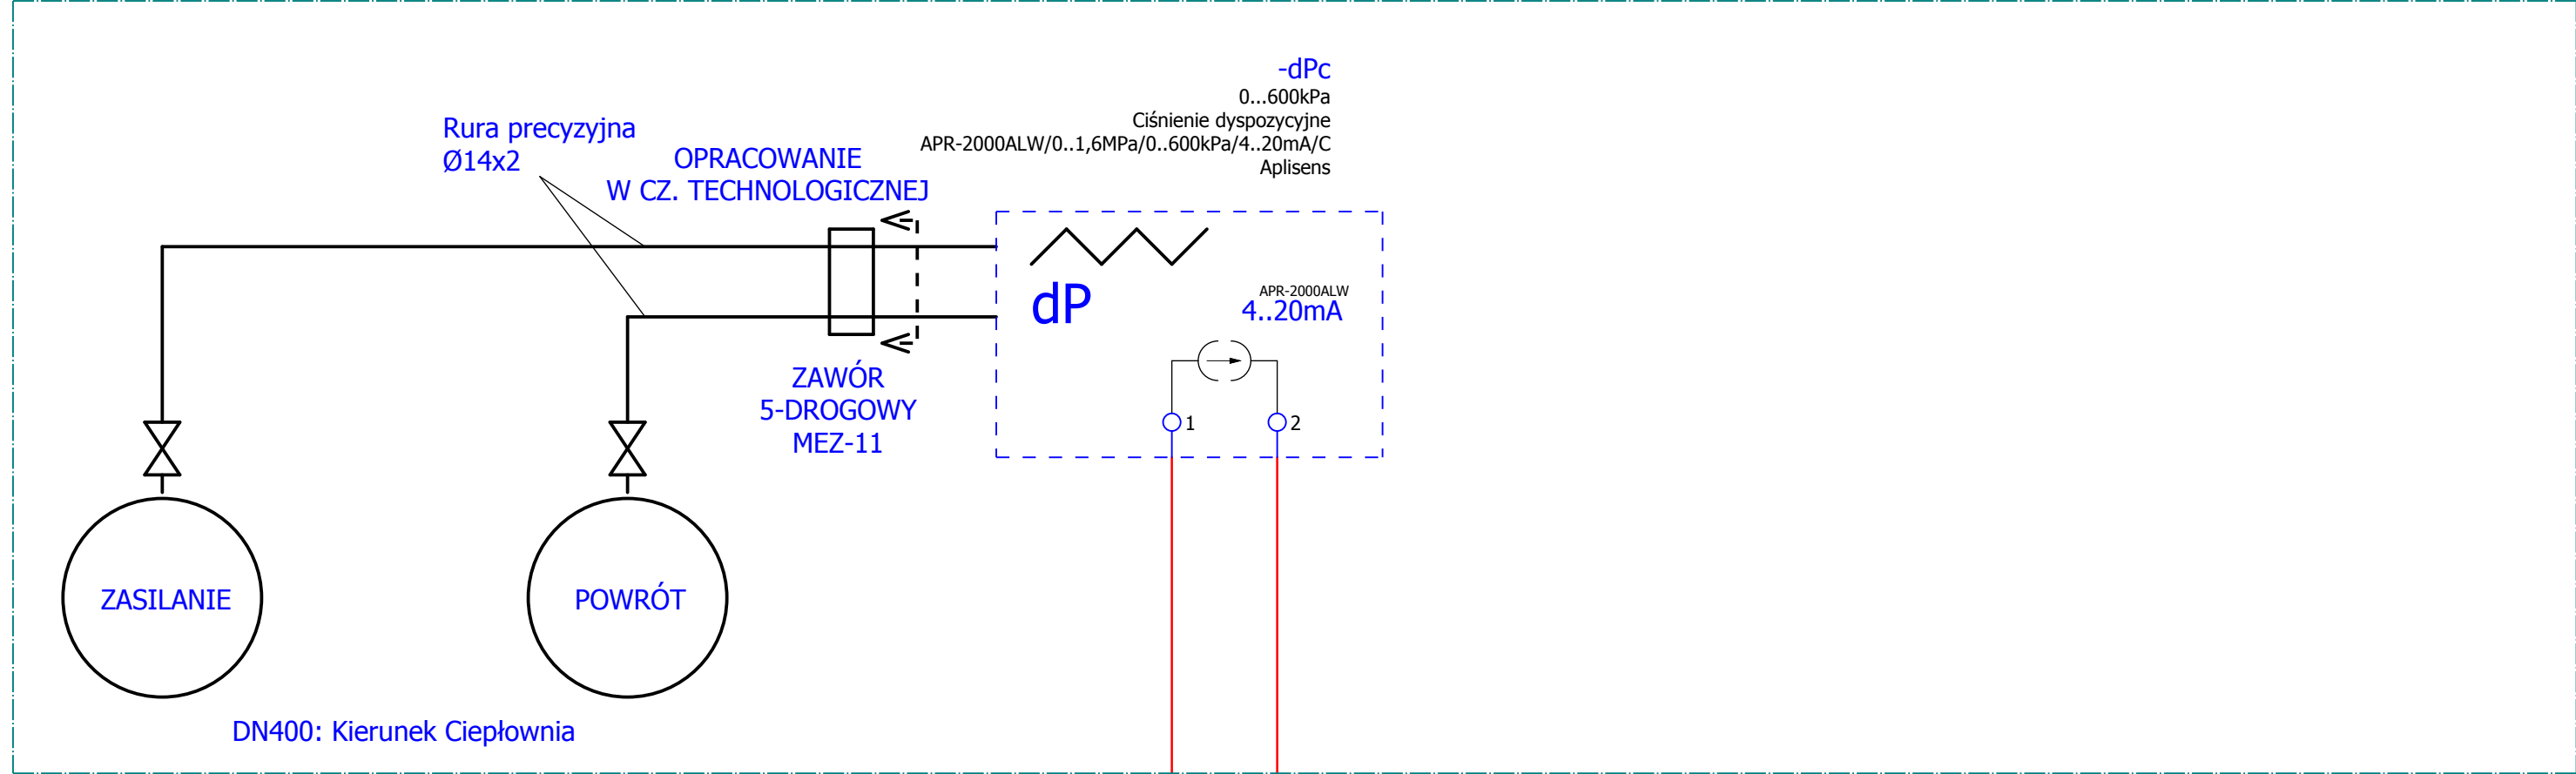 -dPc
0...600kPa
Ciśnienie dyspozycyjne
APR-2000ALW/0..1,6MPa/0..600kPa/4..20mA/C
Aplisens
Rura precyzyjna
Ø14x2
OPRACOWANIE
W CZ. TECHNOLOGICZNEJ
dP
APR-2000ALW
4..20mA
ZAWÓR
5-DROGOWY
MEZ-11
1
2
ZASILANIE
POWRÓT
DN400: Kierunek Ciepłownia